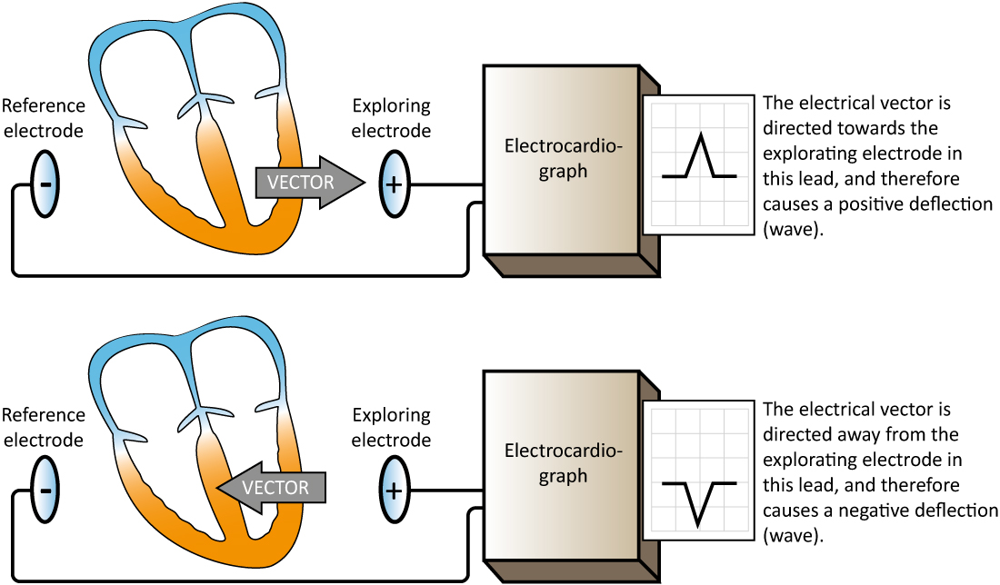 Reference
electrode
-
VECTOR
Exploring
electrode
+
Electrocardio-
graph
The electrical vector is
directed towards the
explorating electrode in
this lead, and therefore
causes a positive deflection
(wave).
Reference
electrode
-
VECTOR
Exploring
electrode
+
Electrocardio-
graph
The electrical vector is
directed away from the
explorating electrode in
this lead, and therefore
causes a negative deflection
(wave).